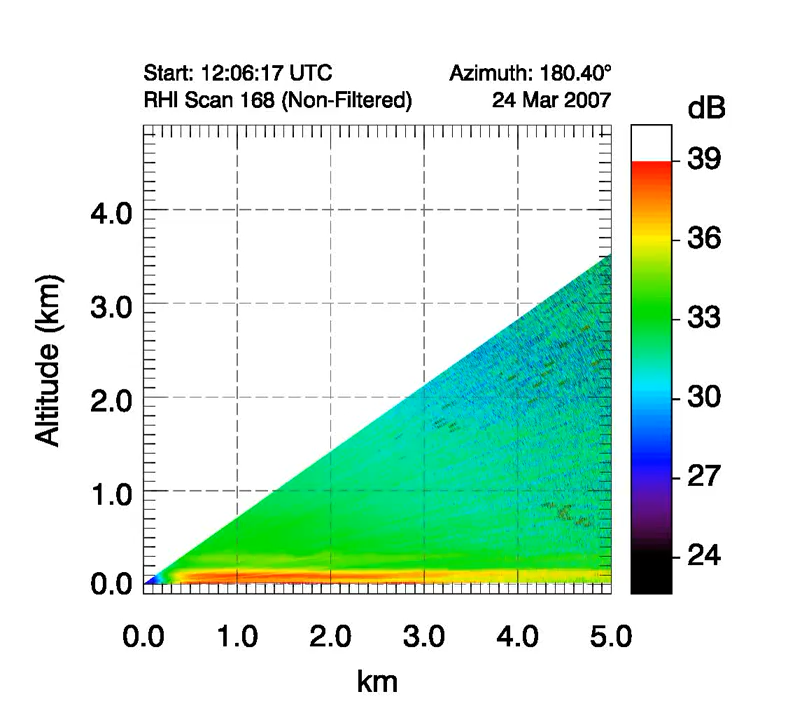 Start: 12:06:17 UTC
Azimuth: 180.40°
RHI Scan 168 (Non-Filtered)
24 Mar 2007
dB
39
36
33
30
27
24
Altitude (km)
4.0
3.0
2.0
1.0
0.0
0.0 1.0 2.0 3.0 4.0 5.0
km